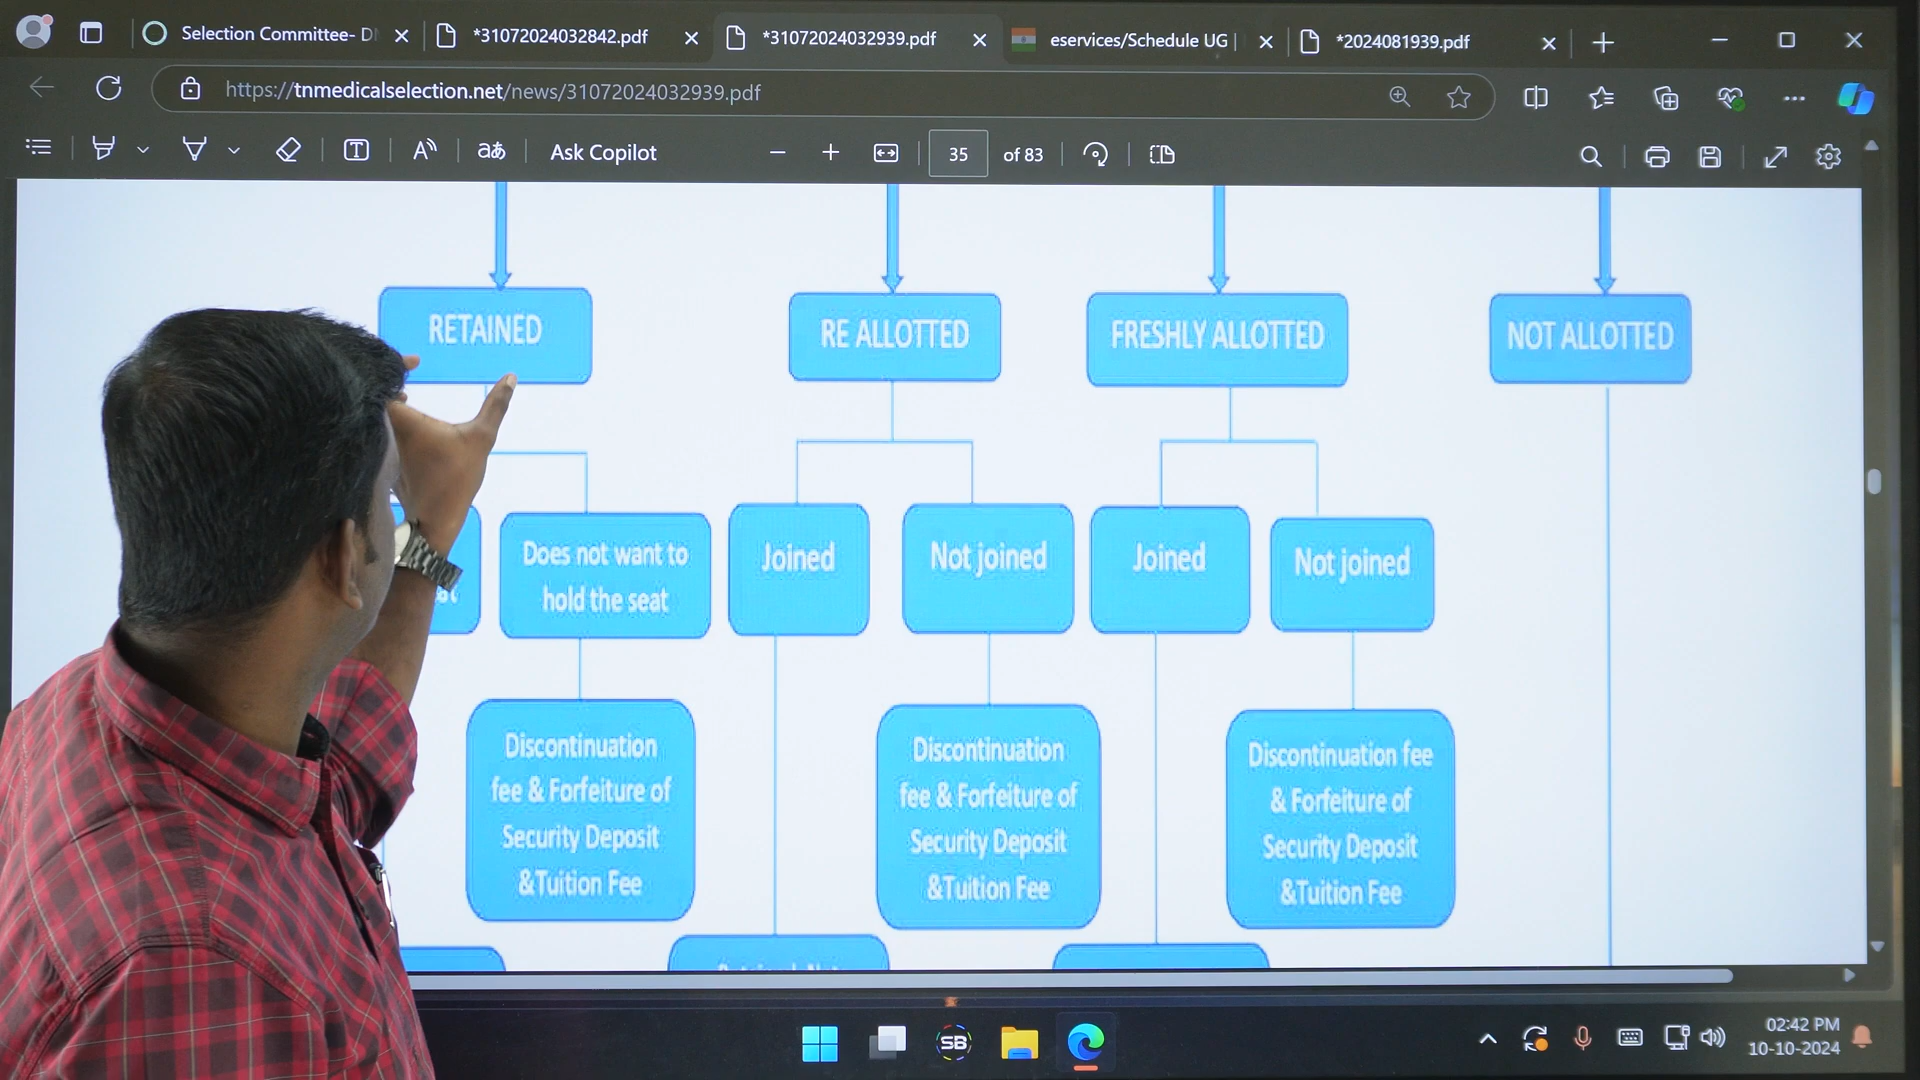 Selection Committee- D
*31072024032842.pdf
*31072024032939.pdf
eservices/Schedule UG |
*2024081939.pdf
https://tnmedicalselection.net/news/31072024032939.pdf
aあ
Ask Copilot
35
of 83
RETAINED
RE ALLOTTED
FRESHLY ALLOTTED
NOT ALLOTTED
Does not want to
hold the seat
Joined
Not joined
Joined
Not joined
Discontinuation
fee & Forfeiture of
Security Deposit
&Tuition Fee
Discontinuation
fee & Forfeiture of
Security Deposit
&Tuition Fee
Discontinuation fee
& Forfeiture of
Security Deposit
&Tuition Fee
SB
02:42 PM
10-10-2024